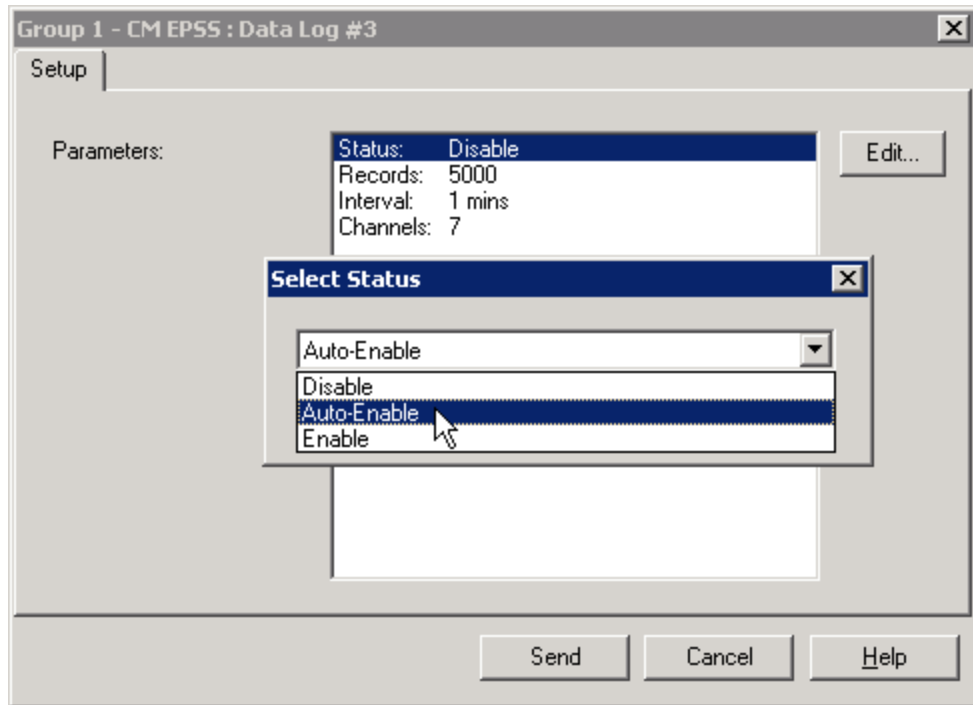 Group 1 - CM EPSS : Data Log #3
Setup
Parameters:
Status: Disable
Records: 5000
Interval: 1 mins
Channels: 7
Edit...
Select Status
Auto-Enable
Disable
Auto-Enable
Enable
Send
Cancel
Help